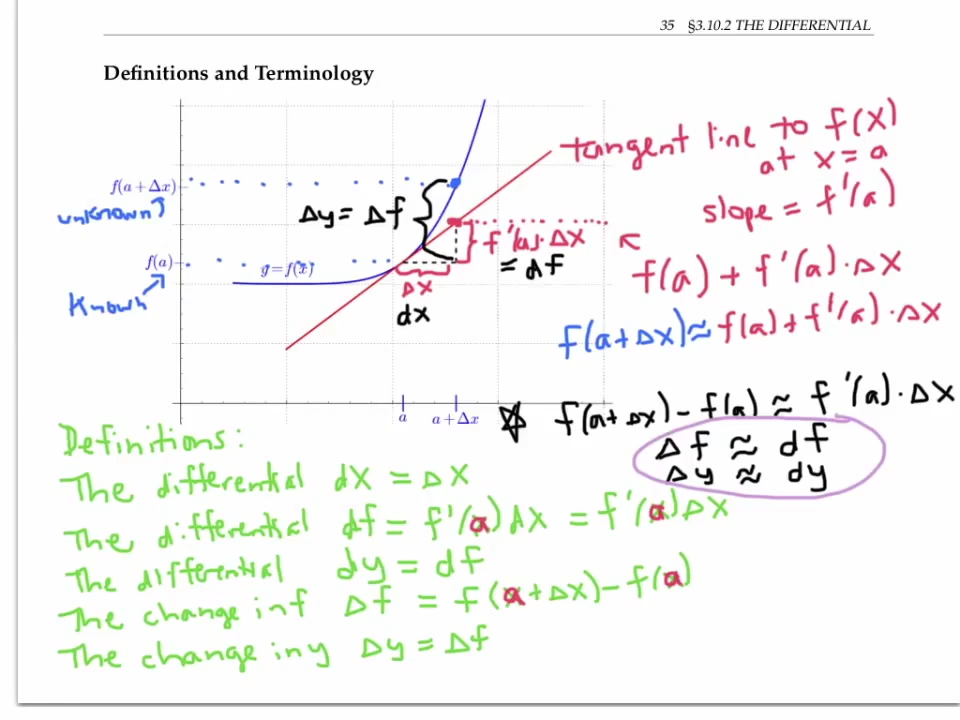 35 §3.10.2 THE DIFFERENTIAL
Definitions and Terminology
tangent line to f(x)
at x = a
slope = f'(a)
f(a + Δx)
unknown
Δy = Δf
f'(a)·Δx
= df
f(a)
known
y = f(x)
Δx
dx
f(a) + f'(a)·Δx
f(a+Δx) ≈ f(a) + f'(a)·Δx
a
a + Δx
f(a+Δx) − f(a) ≈ f'(a)·Δx
Δf ≈ df
Δy ≈ dy
Definitions:
The differential dx = Δx
The differential df = f'(a)dx = f'(a)Δx
The differential dy = df
The change in f Δf = f(a+Δx) − f(a)
The change in y Δy = Δf